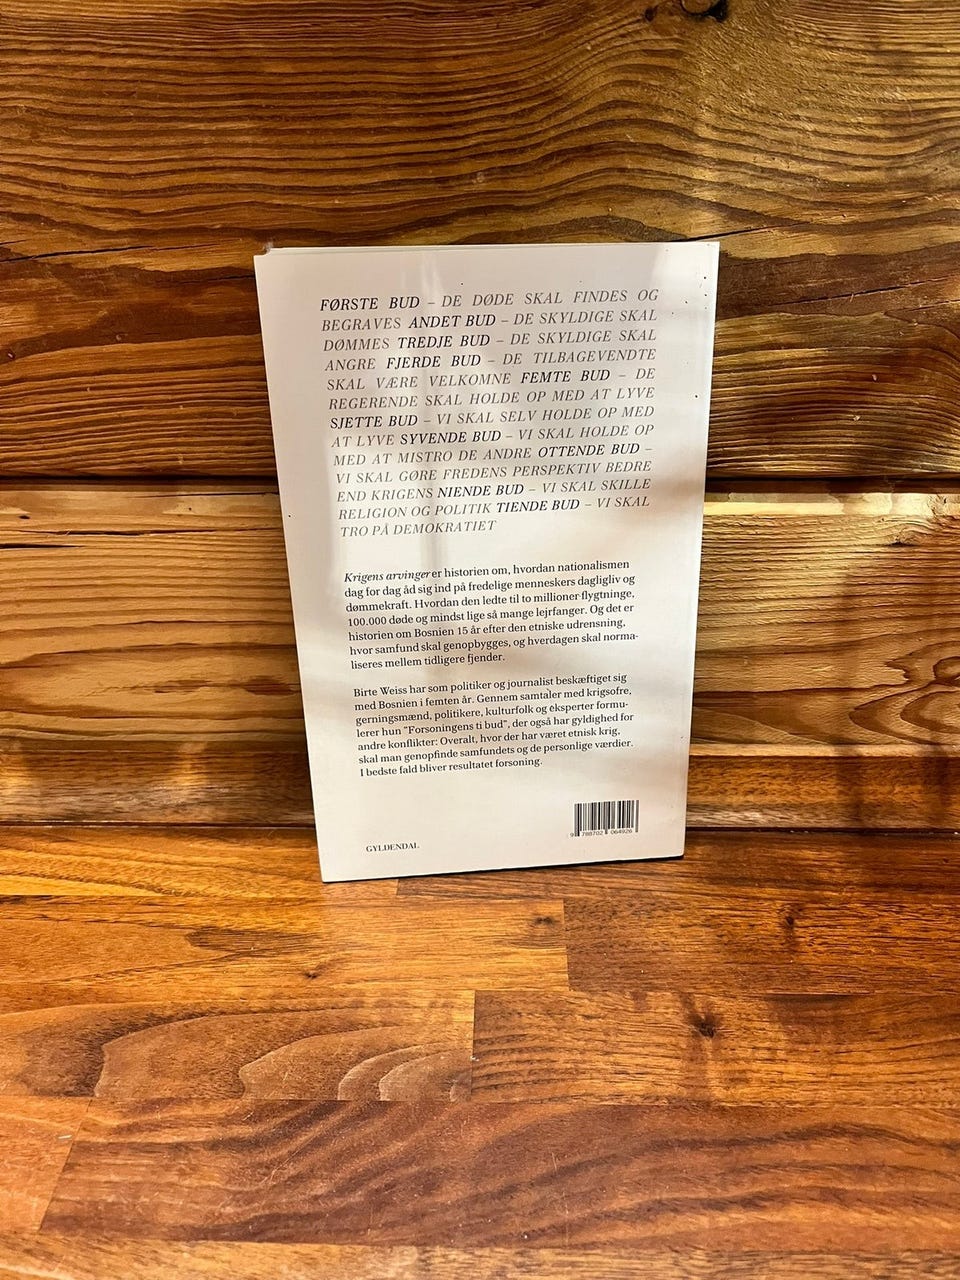 FØRSTE BUD – DE DØDE SKAL FINDES OG
BEGRAVES ANDET BUD – DE SKYLDIGE SKAL
DØMMES TREDJE BUD – DE SKYLDIGE SKAL
ANGRE FJERDE BUD – DE TILBAGEVENDTE
SKAL VÆRE VELKOMNE FEMTE BUD – DE
REGERENDE SKAL HOLDE OP MED AT LYVE
SJETTE BUD – VI SKAL SELV HOLDE OP MED
AT LYVE SYVENDE BUD – VI SKAL HOLDE OP
MED AT MISTRO DE ANDRE OTTENDE BUD –
VI SKAL GØRE FREDENS PERSPEKTIV BEDRE
END KRIGENS NIENDE BUD – VI SKAL SKILLE
RELIGION OG POLITIK TIENDE BUD – VI SKAL
TRO PÅ DEMOKRATIET
Krigens arvinger er historien om, hvordan nationalismen
dag for dag åd sig ind på fredelige menneskers dagligliv og
dømmekraft. Hvordan den ledte til to millioner flygtninge,
100.000 døde og mindst lige så mange lejrfanger. Og det er
historien om Bosnien 15 år efter den etniske udrensning,
hvor samfund skal genopbygges, og hverdagen skal norma-
liseres mellem tidligere fjender.
Birte Weiss har som politiker og journalist beskæftiget sig
med Bosnien i femten år. Gennem samtaler med krigsofre,
gerningsmænd, politikere, kulturfolk og eksperter formu-
lerer hun "Forsoningens ti bud", der også har gyldighed for
andre konflikter: Overalt, hvor der har været etnisk krig,
skal man genopfinde samfundets og de personlige værdier.
I bedste fald bliver resultatet forsoning.
9 788702 064926
GYLDENDAL